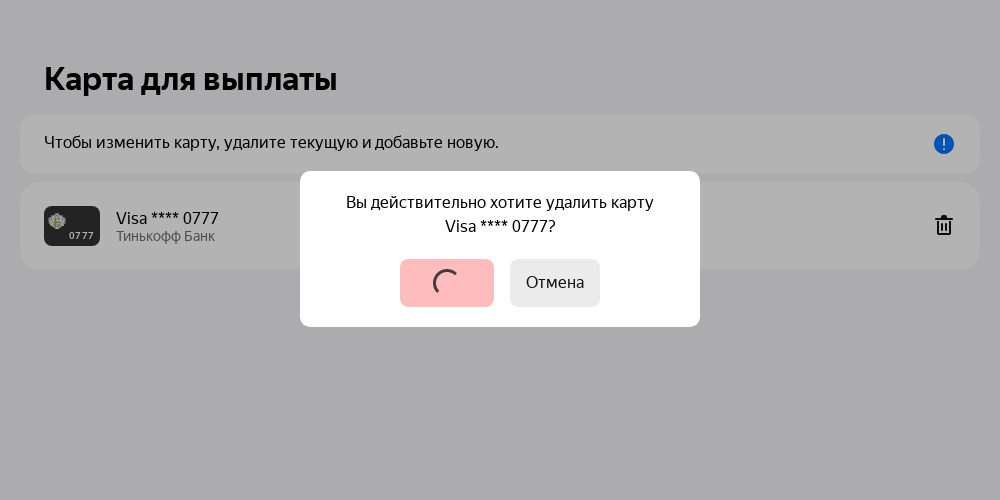 Карта для выплаты
Чтобы изменить карту, удалите текущую и добавьте новую.
Вы действительно хотите удалить карту
Visa **** 0777?
Visa **** 0777
Тинькофф Банк
0777
Отмена